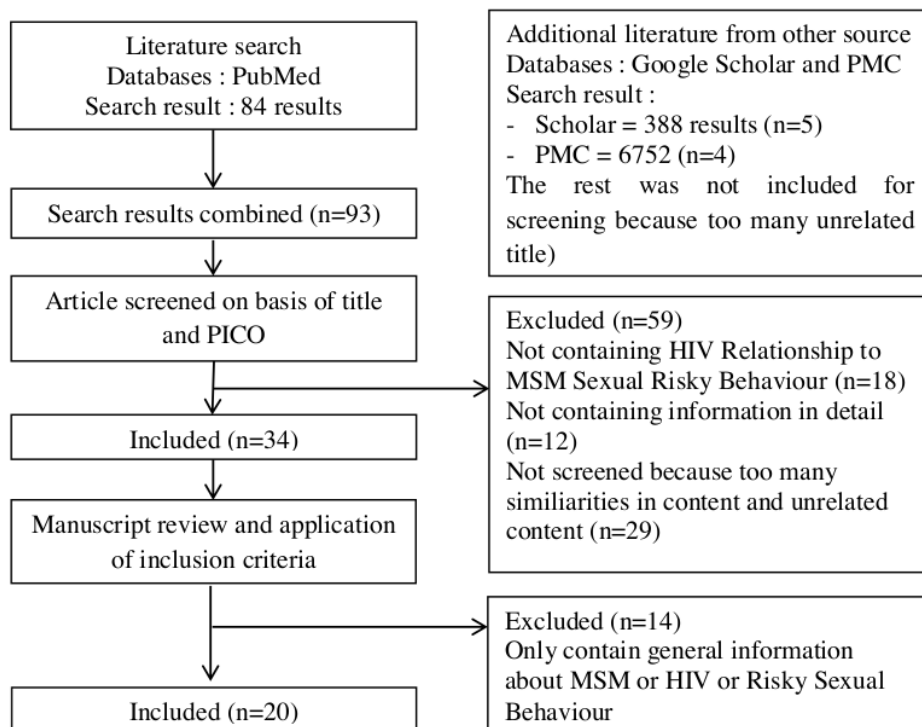 Literature search
Databases : PubMed
Search result : 84 results
Additional literature from other source
Databases : Google Scholar and PMC
Search result :
- Scholar = 388 results (n=5)
- PMC = 6752 (n=4)
The rest was not included for
screening because too many unrelated
title)
Search results combined (n=93)
Article screened on basis of title
and PICO
Excluded (n=59)
Not containing HIV Relationship to
MSM Sexual Risky Behaviour (n=18)
Not containing information in detail
(n=12)
Not screened because too many
similiarities in content and unrelated
content (n=29)
Included (n=34)
Manuscript review and application
of inclusion criteria
Excluded (n=14)
Only contain general information
about MSM or HIV or Risky Sexual
Behaviour
Included (n=20)